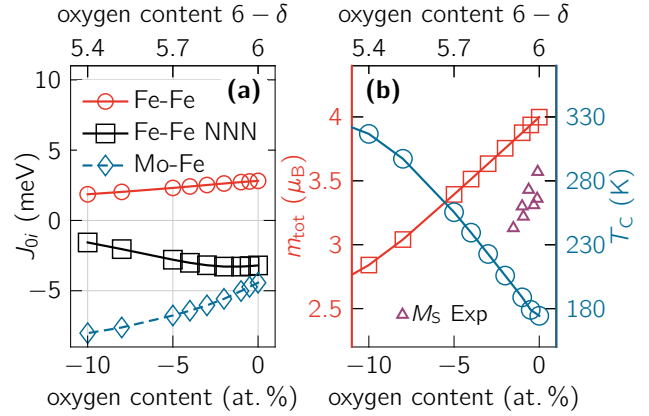 oxygen content 6 − δ
oxygen content 6 − δ
5.4 5.7 6
5.4 5.7 6
(a)
Fe-Fe
Fe-Fe NNN
Mo-Fe
10
5
0
−5
J0i (meV)
−10 −5 0
oxygen content (at. %)
(b)
4
3.5
3
2.5
mtot (μB)
330
280
230
180
TC (K)
MS Exp
−10 −5 0
oxygen content (at. %)